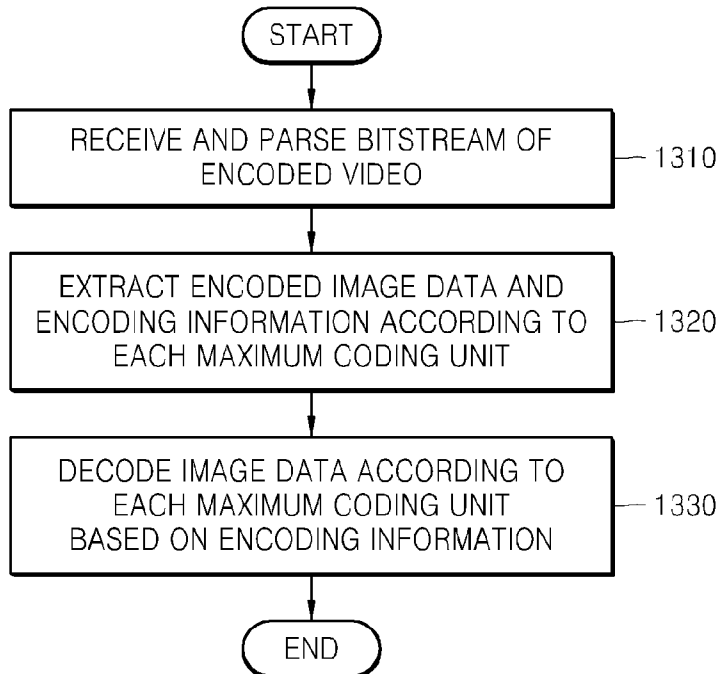 START
RECEIVE AND PARSE BITSTREAM OF
ENCODED VIDEO
1310
EXTRACT ENCODED IMAGE DATA AND
ENCODING INFORMATION ACCORDING TO
EACH MAXIMUM CODING UNIT
1320
DECODE IMAGE DATA ACCORDING TO
EACH MAXIMUM CODING UNIT
BASED ON ENCODING INFORMATION
1330
END